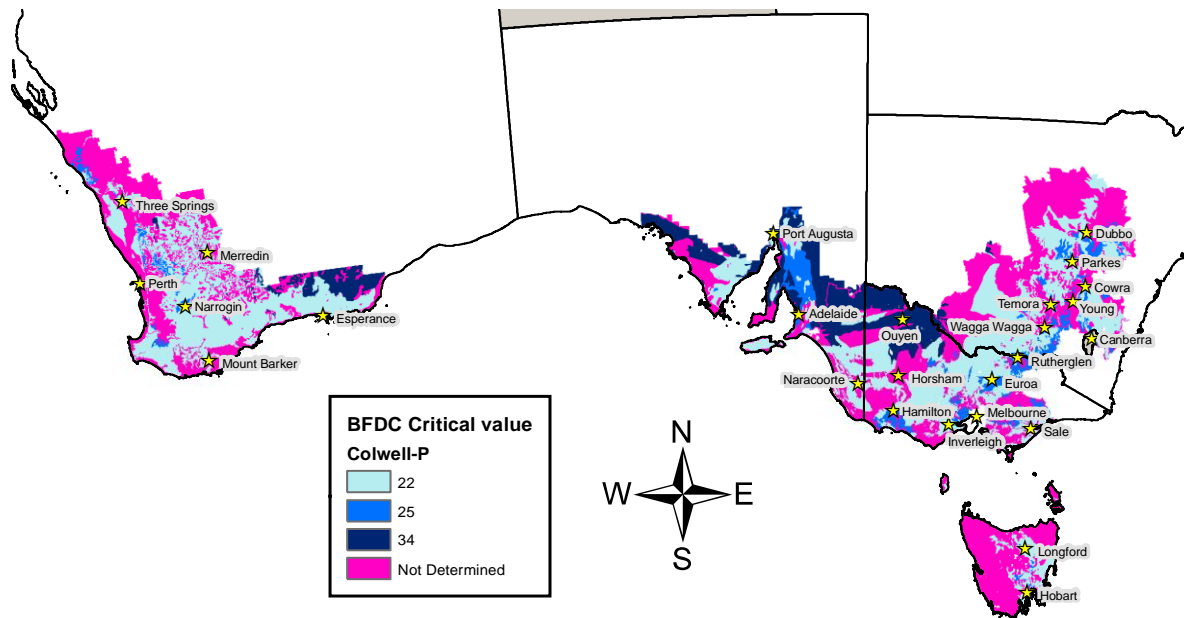 Three Springs
Merredin
Perth
Narrogin
Esperance
Mount Barker
Port Augusta
Adelaide
Ouyen
Naracoorte
Horsham
Hamilton
Inverleigh
Melbourne
Sale
Euroa
Rutherglen
Wagga Wagga
Temora
Young
Cowra
Parkes
Dubbo
Canberra
Longford
Hobart
BFDC Critical value
Colwell-P
22
25
34
Not Determined
N
W E
S